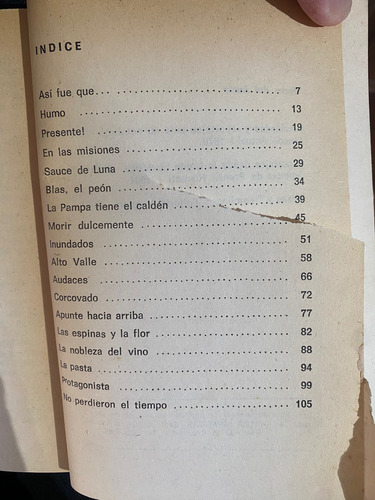 INDICE
Así fue que... 7
Humo 13
Presente! 19
En las misiones 25
Sauce de Luna 29
Blas, el peón 34
La Pampa tiene el caldén 39
Morir dulcemente 45
Inundados 51
Alto Valle 58
Audaces 66
Corcovado 72
Apunte hacia arriba 77
Las espinas y la flor 82
La nobleza del vino 88
La pasta 94
Protagonista 99
No perdieron el tiempo 105